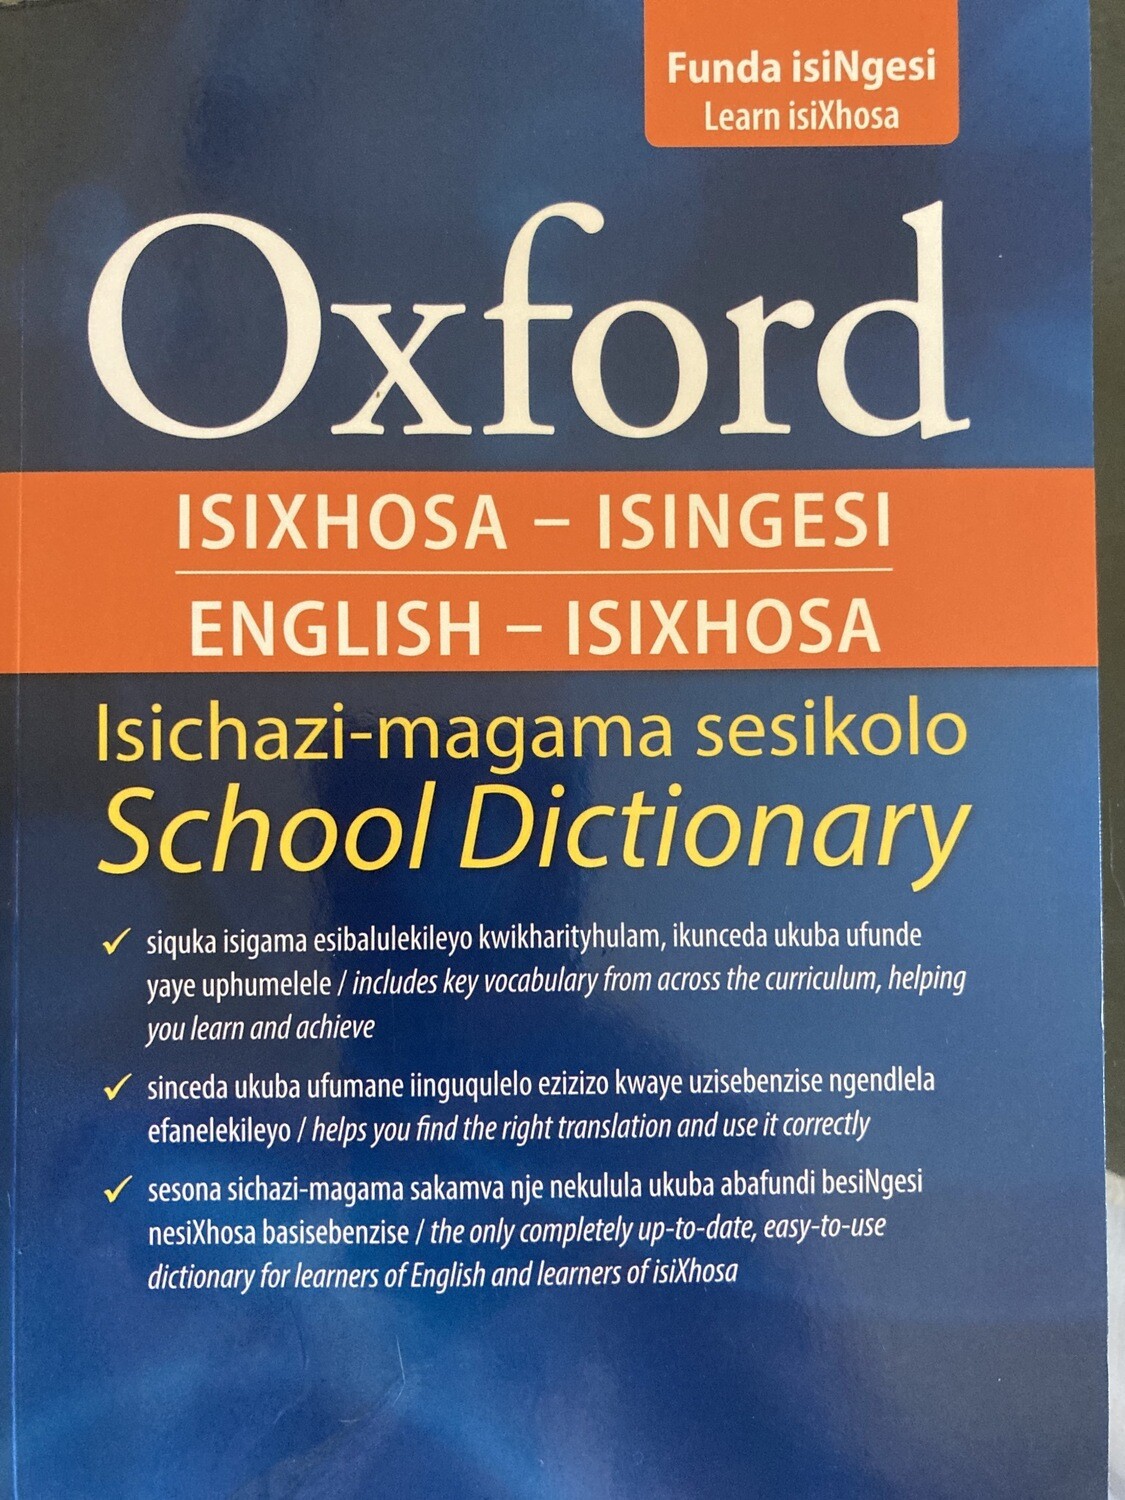 Funda isiNgesi
Learn isiXhosa
Oxford
ISIXHOSA – ISINGESI
ENGLISH – ISIXHOSA
Isichazi-magama sesikolo
School Dictionary
✓ siquka isigama esibalulekileyo kwikharityhulam, ikunceda ukuba ufunde
yaye uphumelele / includes key vocabulary from across the curriculum, helping
you learn and achieve
✓ sinceda ukuba ufumane iinguqulelo ezizizo kwaye uzisebenzise ngendlela
efanelekileyo / helps you find the right translation and use it correctly
✓ sesona sichazi-magama sakamva nje nekulula ukuba abafundi besiNgesi
nesiXhosa basisebenzise / the only completely up-to-date, easy-to-use
dictionary for learners of English and learners of isiXhosa